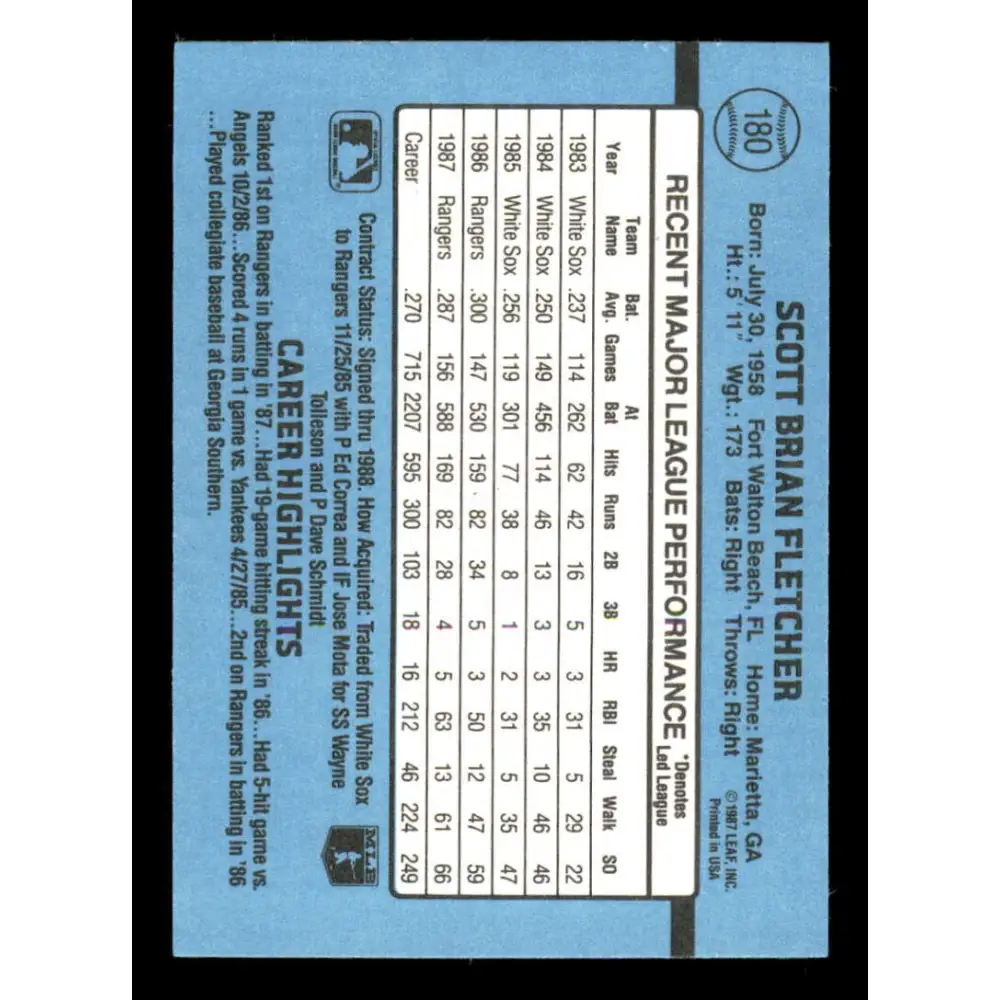 180
SCOTT BRIAN FLETCHER
Born: July 30, 1958 Fort Walton Beach, FL Home: Marietta, GA
Ht.: 5' 11" Wgt.: 173 Bats: Right Throws: Right
©1987 LEAF, INC.
Printed in USA
RECENT MAJOR LEAGUE PERFORMANCE *Denotes Led League
Year Team Name Bat. Avg. Games At Bat Hits Runs 2B 3B HR RBI Steal Walk SO
1983 White Sox .237 114 262 62 42 16 5 3 31 5 29 22
1984 White Sox .250 149 456 114 46 13 3 3 35 10 46 46
1985 White Sox .256 119 301 77 38 8 1 2 31 5 35 47
1986 Rangers .300 147 530 159 82 34 5 3 50 12 47 59
1987 Rangers .287 156 588 169 82 28 4 5 63 13 61 66
Career .270 715 2207 595 300 103 18 16 212 46 224 249
Contract Status: Signed thru 1988. How Acquired: Traded from White Sox
to Rangers 11/25/85 with P Ed Correa and IF Jose Mota for SS Wayne
Tolleson and P Dave Schmidt
MLB
CAREER HIGHLIGHTS
Ranked 1st on Rangers in batting in '87...Had 19-game hitting streak in '86...Had 5-hit game vs.
Angels 10/2/86...Scored 4 runs in 1 game vs. Yankees 4/27/85...2nd on Rangers in batting in '86
...Played collegiate baseball at Georgia Southern.